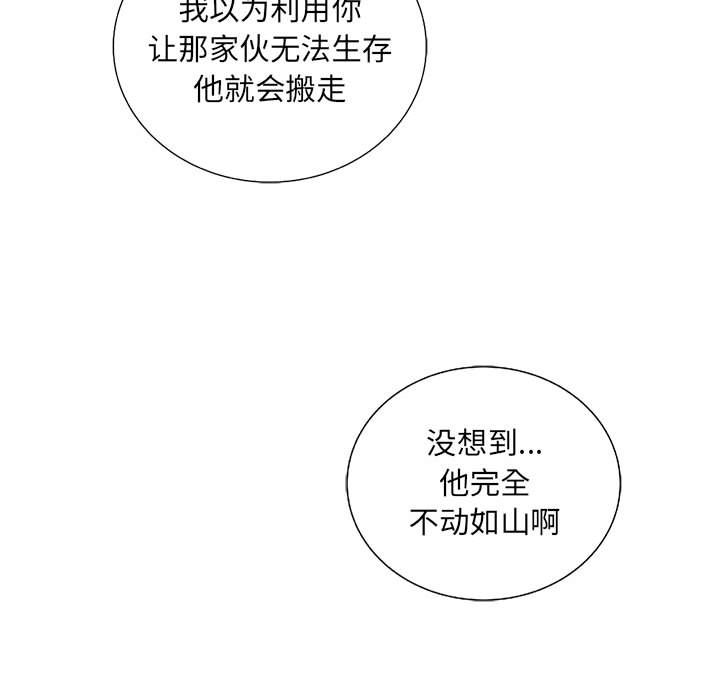 我以为利用你
让那家伙无法生存
他就会搬走
没想到...
他完全
不动如山啊